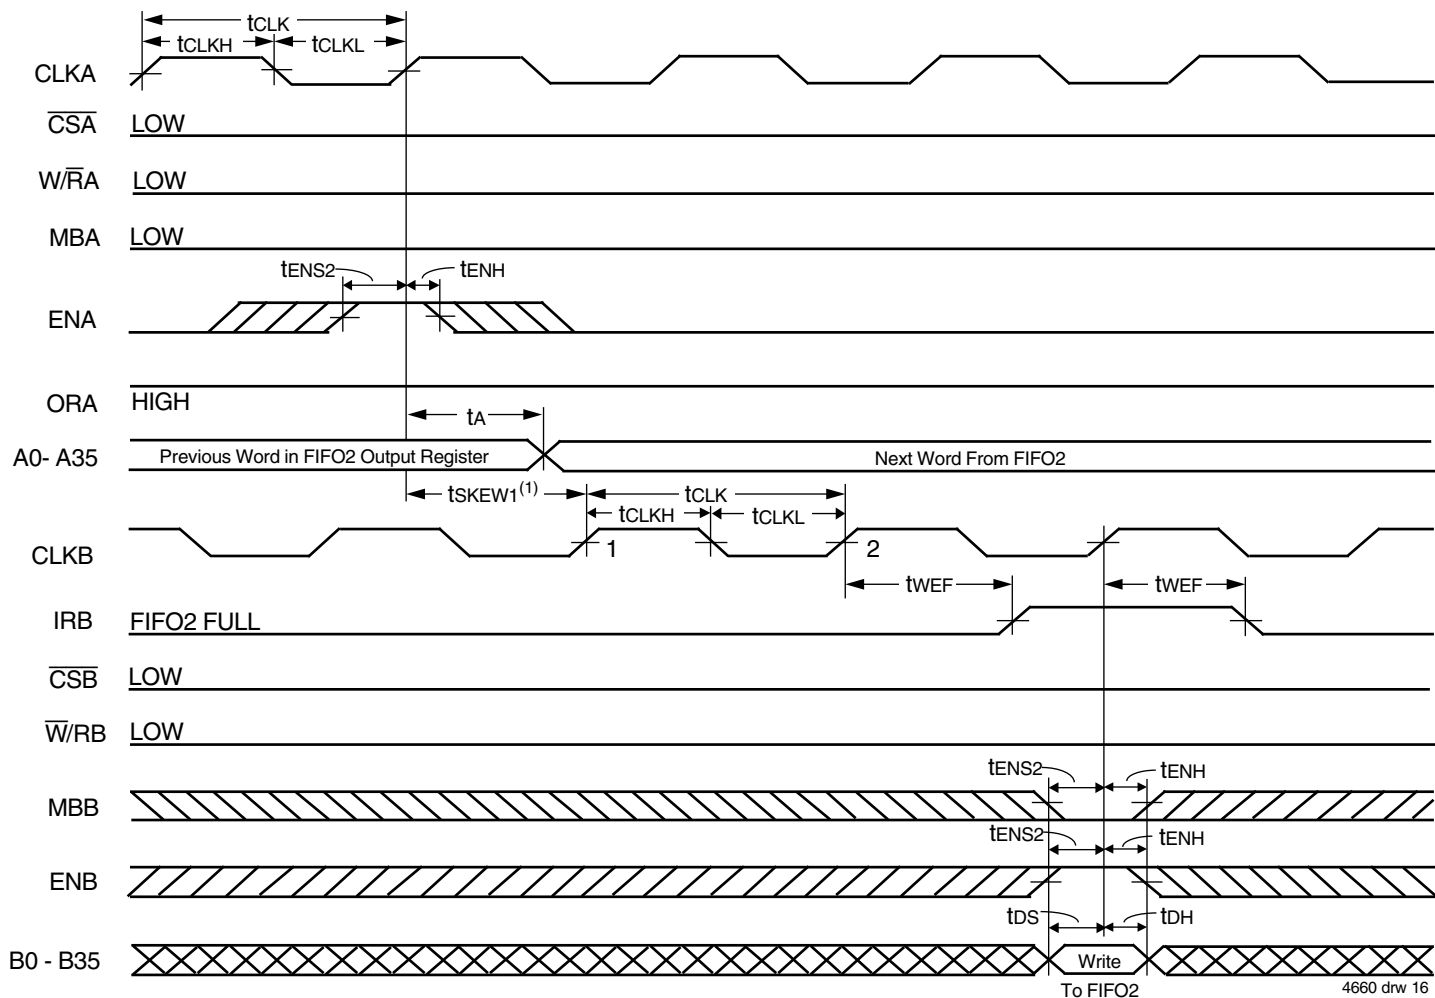 tCLK
tCLKH tCLKL
CLKA
CSA LOW
W/RA LOW
MBA LOW
tENS2 tENH
ENA
ORA HIGH
tA
A0- A35 Previous Word in FIFO2 Output Register Next Word From FIFO2
tSKEW1(1) tCLK
tCLKH tCLKL
CLKB 1 2
tWEF tWEF
IRB FIFO2 FULL
CSB LOW
W/RB LOW
tENS2 tENH
MBB
tENS2 tENH
ENB
tDS tDH
B0 - B35 Write
To FIFO2
4660 drw 16